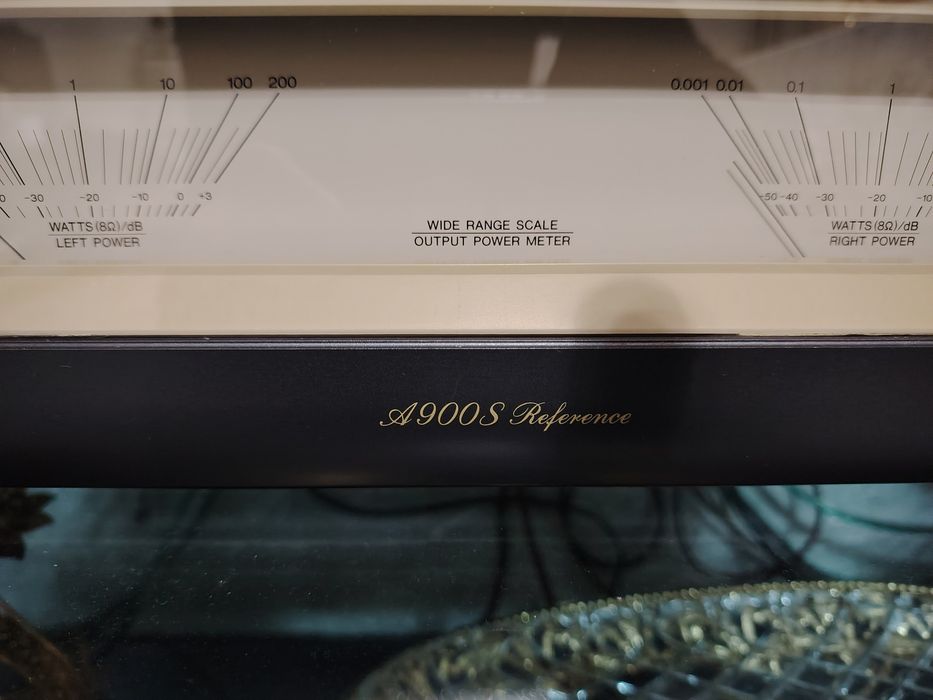 1 10 100 200 0.001 0.01 0.1 1
-30 -20 -10 0 +3 -50 -40 -30 -20 -10
WATTS (8Ω)/dB
LEFT POWER
WIDE RANGE SCALE
OUTPUT POWER METER
WATTS (8Ω)/dB
RIGHT POWER
A900S Reference